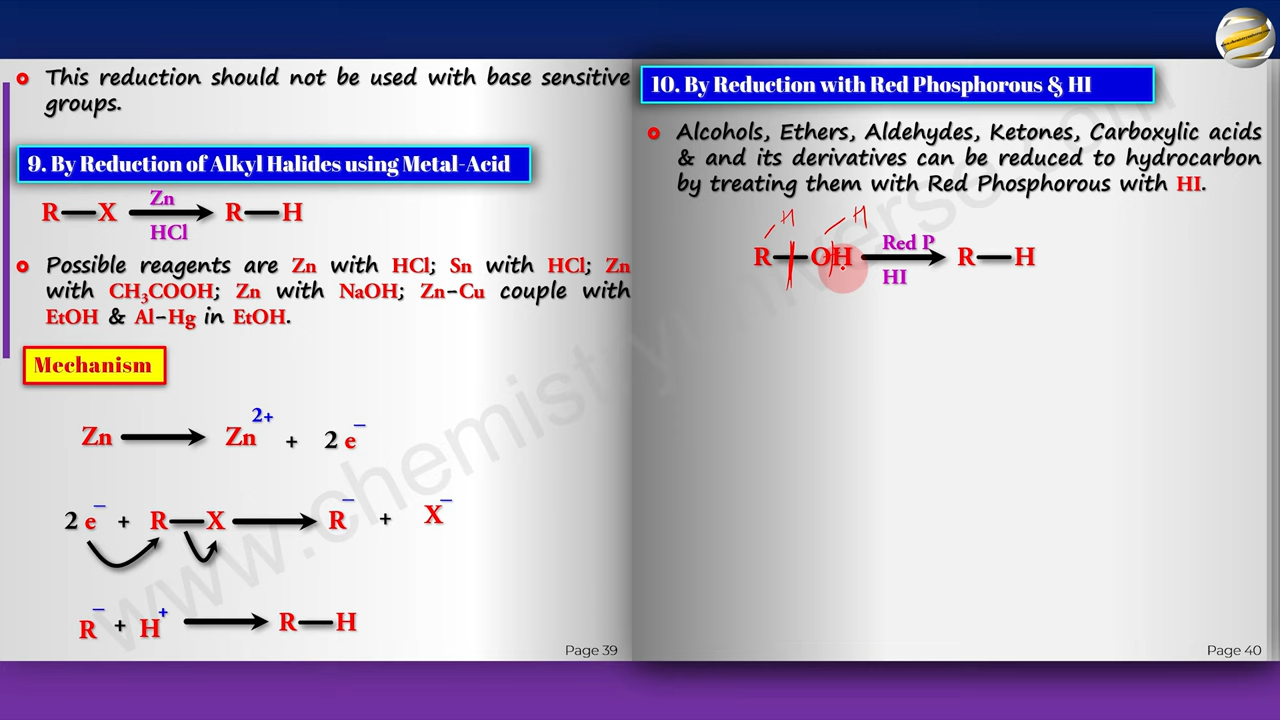 This reduction should not be used with base sensitive
groups.
9. By Reduction of Alkyl Halides using Metal-Acid
R—X Zn HCl R—H
Possible reagents are Zn with HCl; Sn with HCl; Zn
with CH₃COOH; Zn with NaOH; Zn-Cu couple with
EtOH & Al-Hg in EtOH.
Mechanism
Zn → Zn²⁺ + 2 e⁻
2 e⁻ + R—X → R⁻ + X⁻
R⁻ + H⁺ → R—H
Page 39
10. By Reduction with Red Phosphorous & HI
Alcohols, Ethers, Aldehydes, Ketones, Carboxylic acids
& and its derivatives can be reduced to hydrocarbon
by treating them with Red Phosphorous with HI.
H H
R—OH Red P HI R—H
Page 40